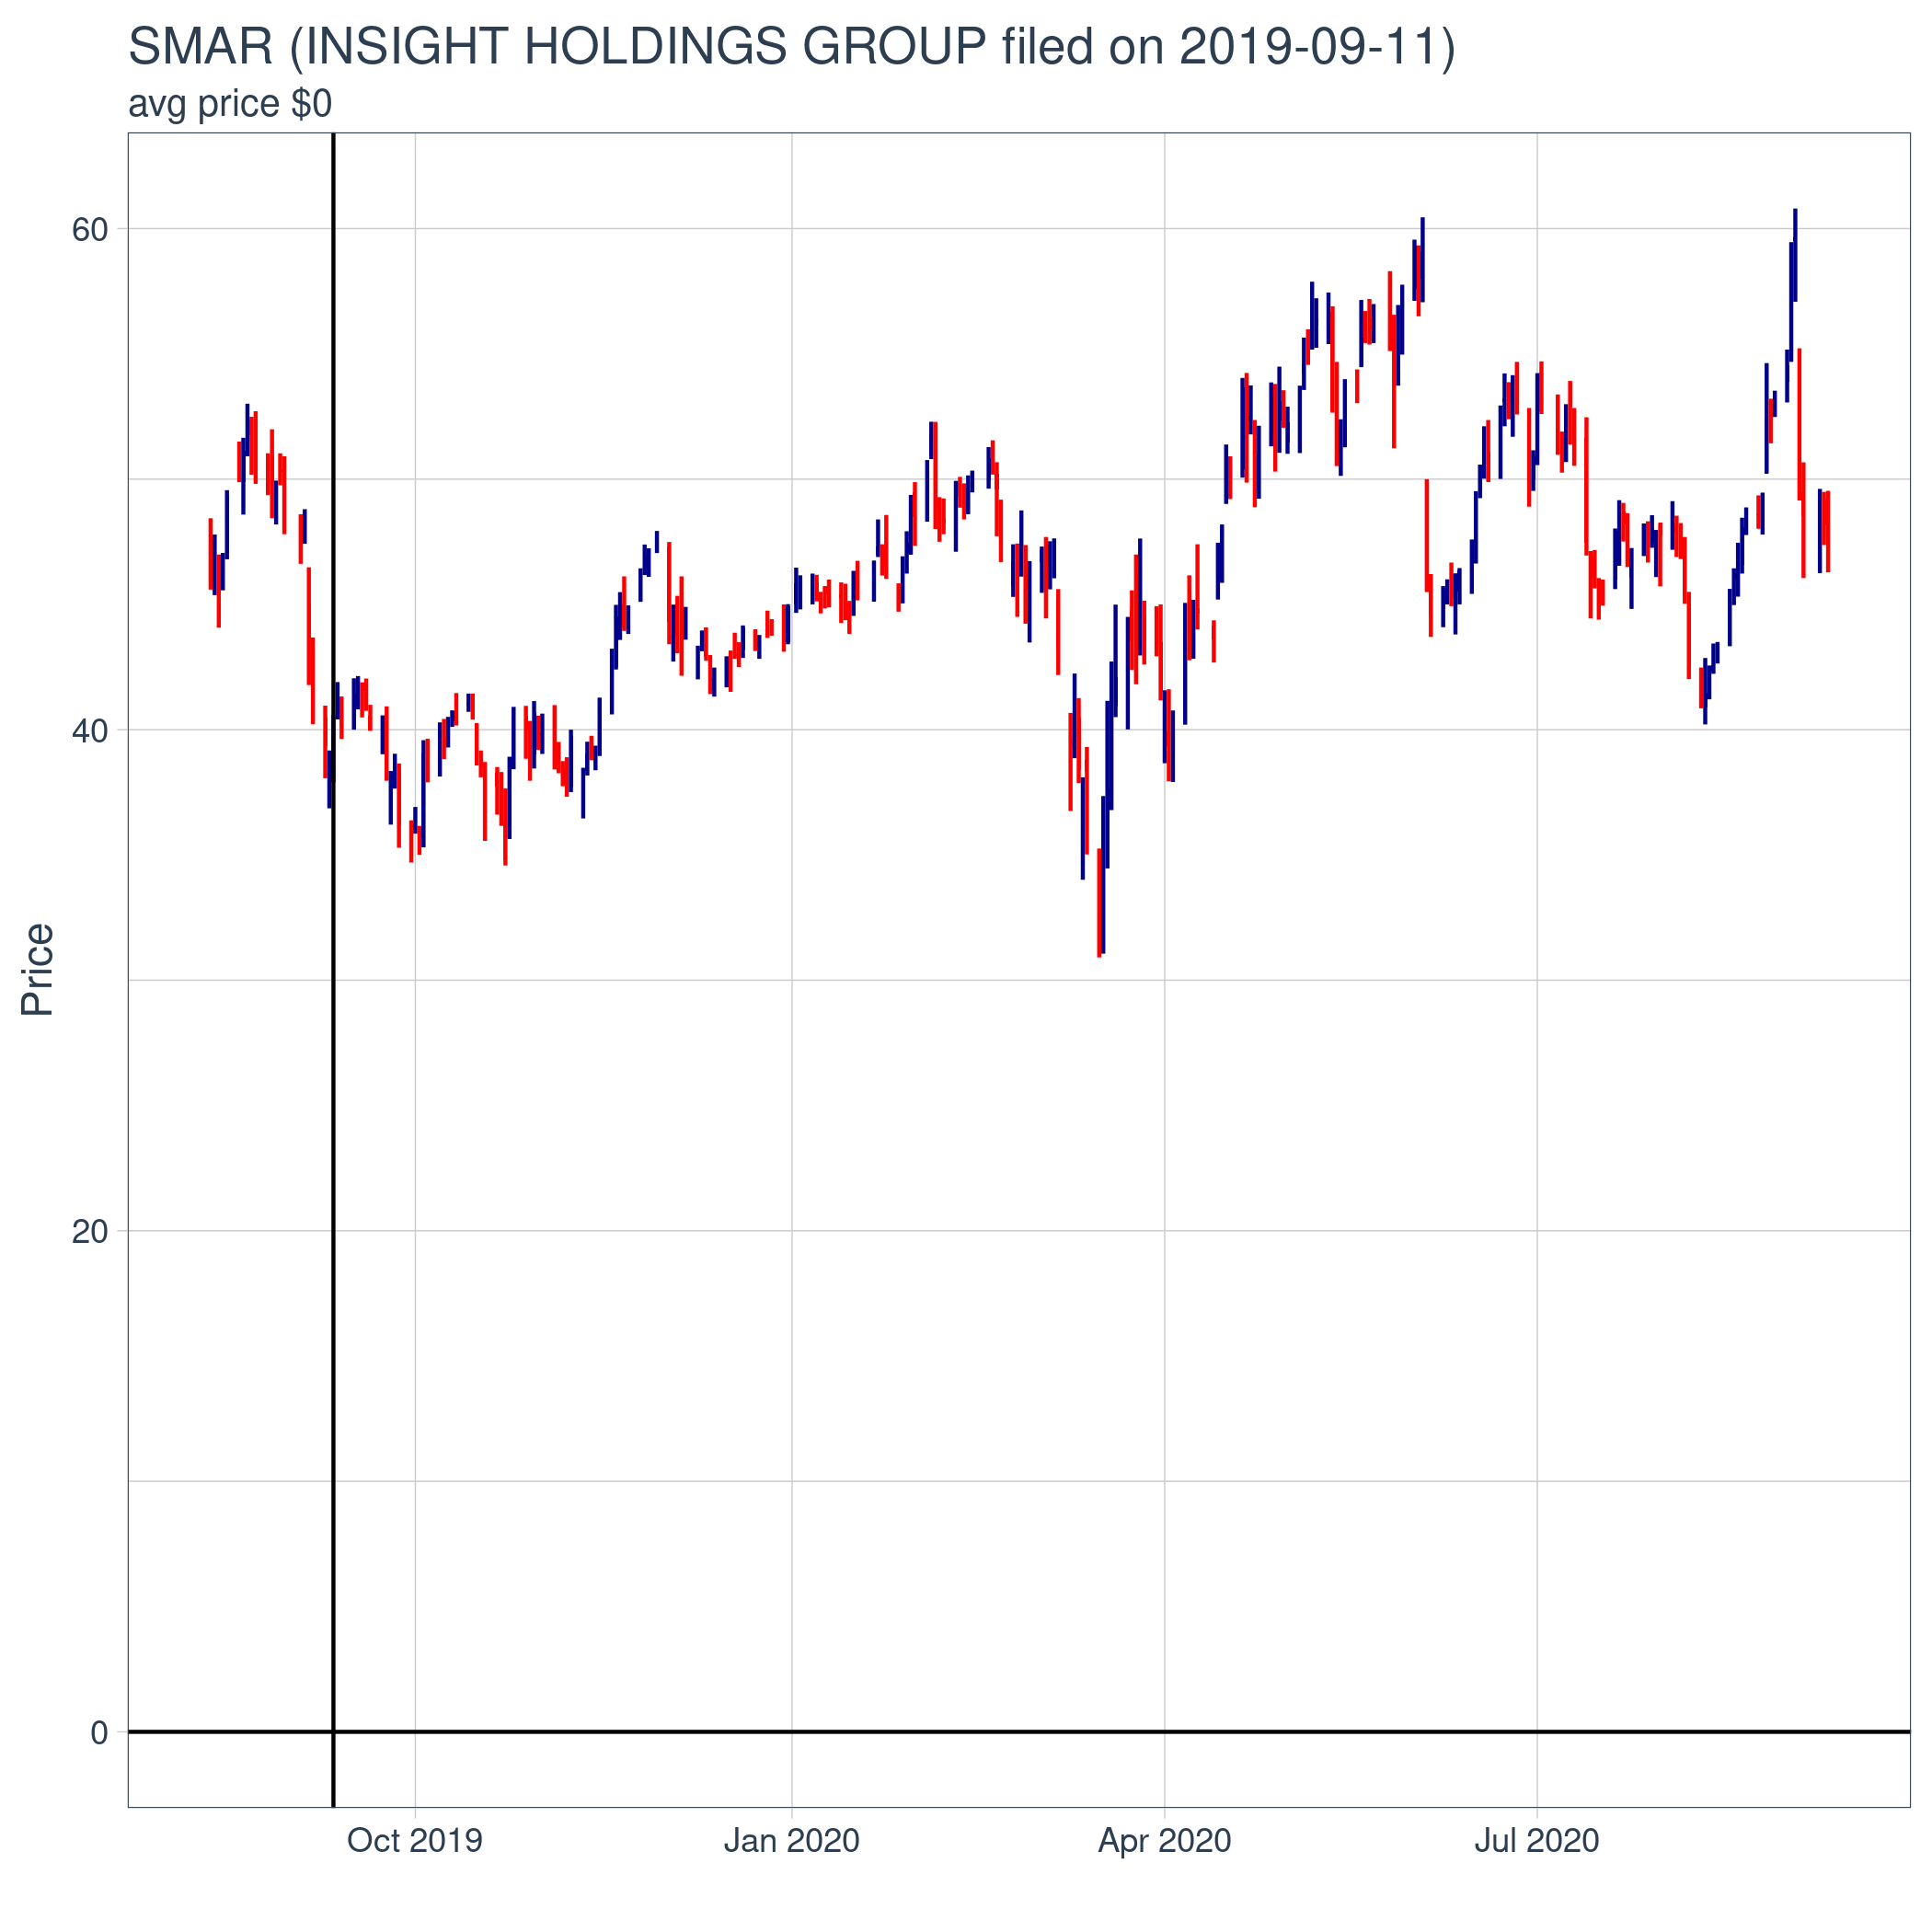 SMAR (INSIGHT HOLDINGS GROUP filed on 2019-09-11)
avg price $0
60
40
20
0
Price
Oct 2019 Jan 2020 Apr 2020 Jul 2020